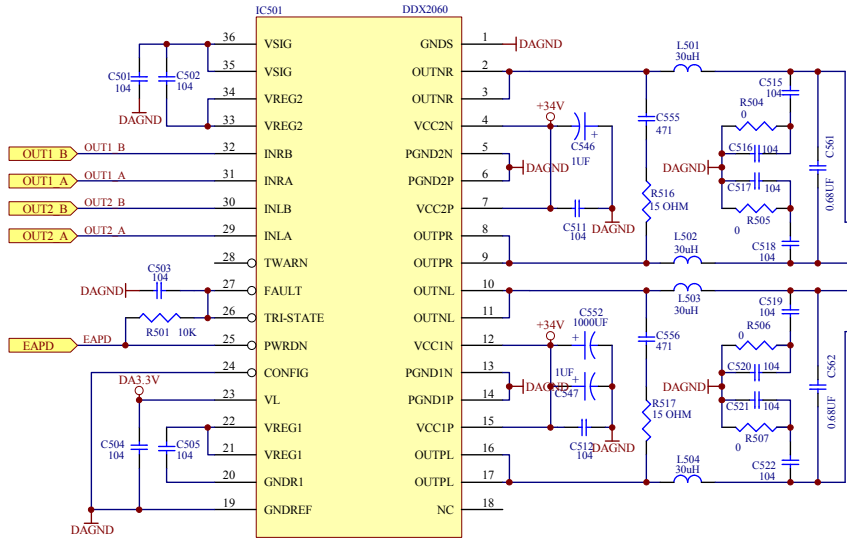 IC501 DDX2060
36 VSIG GNDS 1 DAGND
35 VSIG OUTNR 2
34 VREG2 OUTNR 3
33 VREG2 VCC2N 4
OUT1_B OUT1_B 32 INRB PGND2N 5
OUT1_A OUT1_A 31 INRA PGND2P 6
OUT2_B OUT2_B 30 INLB VCC2P 7
OUT2_A OUT2_A 29 INLA OUTPR 8
28 TWARN OUTPR 9
27 FAULT OUTNL 10
26 TRI-STATE OUTNL 11
EAPD EAPD 25 PWRDN VCC1N 12
24 CONFIG PGND1N 13
23 VL PGND1P 14
22 VREG1 VCC1P 15
21 VREG1 OUTPL 16
20 GNDR1 OUTPL 17
19 GNDREF NC 18
C501
104
C502
104
DAGND
C503
104
DAGND
R501 10K
DA3.3V
C504
104
C505
104
DAGND
+34V
C546
1UF
DAGND
C511
104
DAGND
L501
30uH
C555
471
R516
15 OHM
L502
30uH
C515
104
R504
0
C516
104
DAGND
C517
104
R505
0
C518
104
C561
0.68UF
+34V
C552
1000UF
DAGND
1UF
C547
C512
104
DAGND
L503
30uH
C556
471
R517
15 OHM
L504
30uH
C519
104
R506
0
C520
104
DAGND
C521
104
R507
0
C522
104
C562
0.68UF